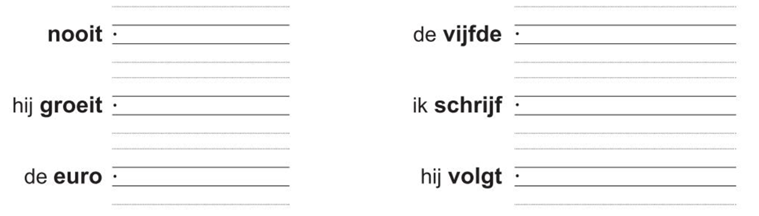 nooit
hij groeit
de euro
de vijfde
ik schrijf
hij volgt